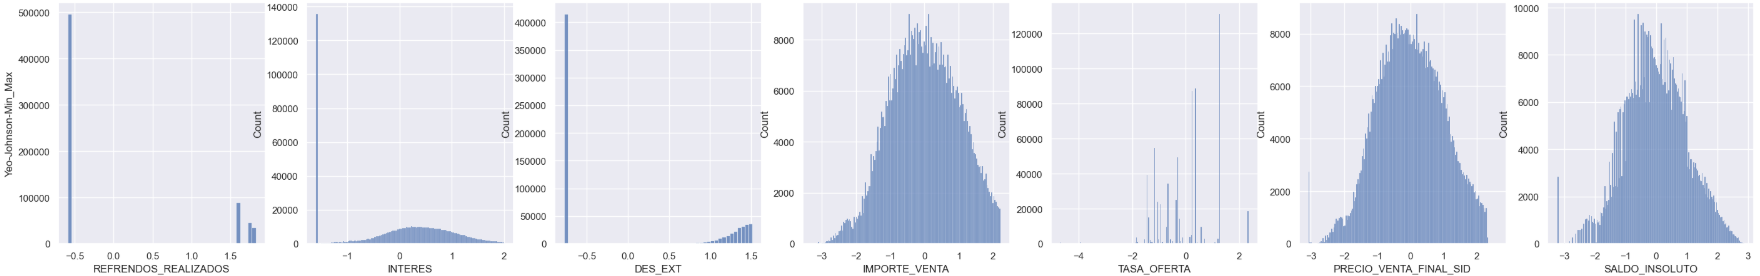 Yeo-Johnson-Min_Max
500000
400000
300000
200000
100000
0
−0.5 0.0 0.5 1.0 1.5
REFRENDOS_REALIZADOS
Count
140000
120000
100000
80000
60000
40000
20000
0
−1 0 1 2
INTERES
Count
400000
350000
300000
250000
200000
150000
100000
50000
0
−0.5 0.0 0.5 1.0 1.5
DES_EXT
Count
8000
6000
4000
2000
0
−3 −2 −1 0 1 2
IMPORTE_VENTA
Count
120000
100000
80000
60000
40000
20000
0
−4 −2 0 2
TASA_OFERTA
Count
8000
6000
4000
2000
0
−3 −2 −1 0 1 2
PRECIO_VENTA_FINAL_SID
Count
10000
8000
6000
4000
2000
0
−3 −2 −1 0 1 2 3
SALDO_INSOLUTO